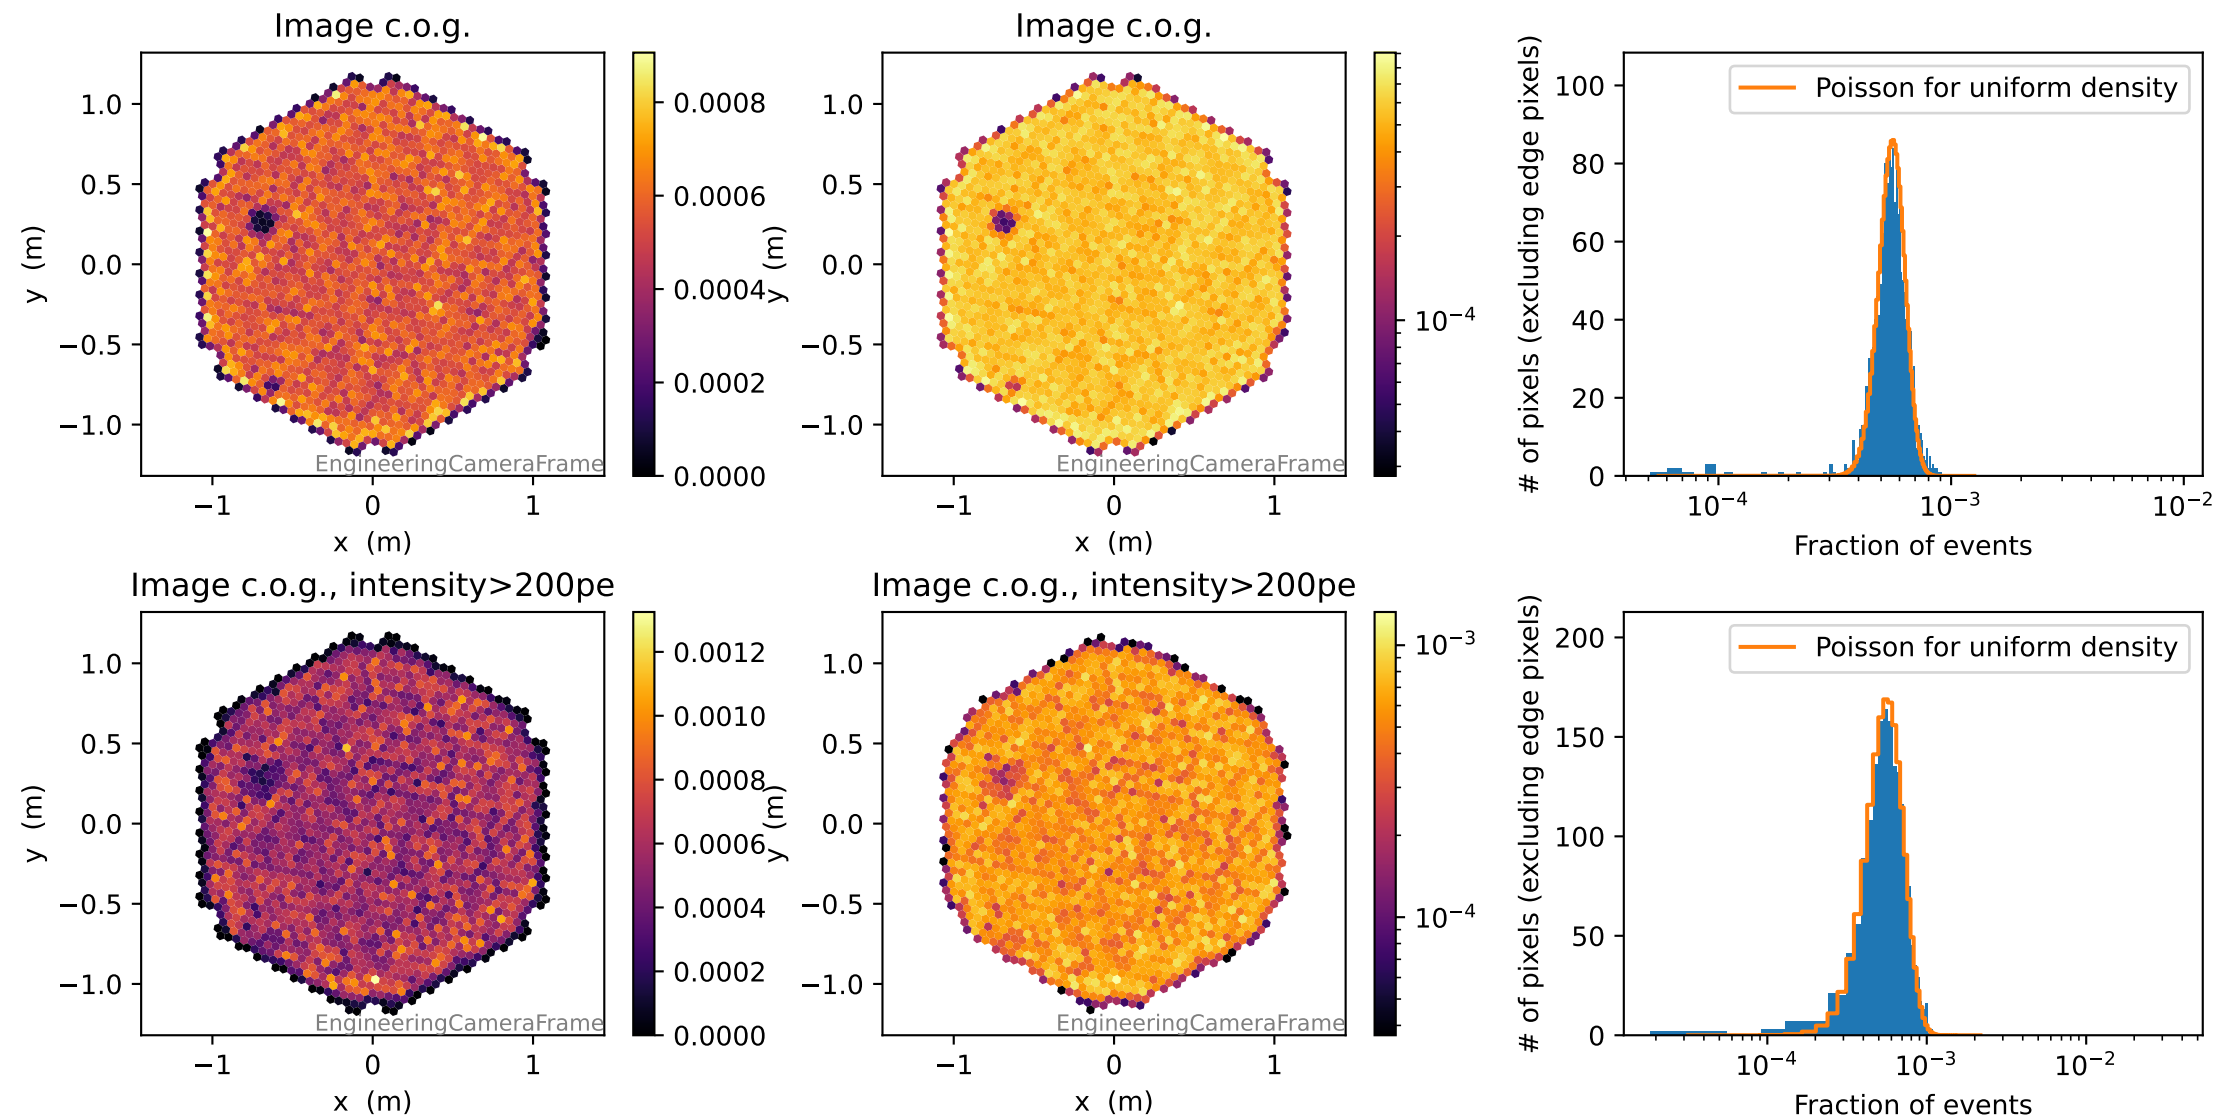 Image c.o.g.
1.0
0.5
0.0
−0.5
−1.0
y (m)
−1
0
1
x (m)
EngineeringCameraFrame
0.0008
0.0006
0.0004
0.0002
0.0000
Image c.o.g.
1.0
0.5
0.0
−0.5
−1.0
y (m)
−1
0
1
x (m)
EngineeringCameraFrame
10⁻⁴
# of pixels (excluding edge pixels)
100
80
60
40
20
0
Poisson for uniform density
10⁻⁴
10⁻³
10⁻²
Fraction of events
Image c.o.g., intensity>200pe
1.0
0.5
0.0
−0.5
−1.0
y (m)
−1
0
1
x (m)
EngineeringCameraFrame
0.0012
0.0010
0.0008
0.0006
0.0004
0.0002
0.0000
Image c.o.g., intensity>200pe
1.0
0.5
0.0
−0.5
−1.0
y (m)
−1
0
1
x (m)
EngineeringCameraFrame
10⁻³
10⁻⁴
# of pixels (excluding edge pixels)
200
150
100
50
0
Poisson for uniform density
10⁻⁴
10⁻³
10⁻²
Fraction of events